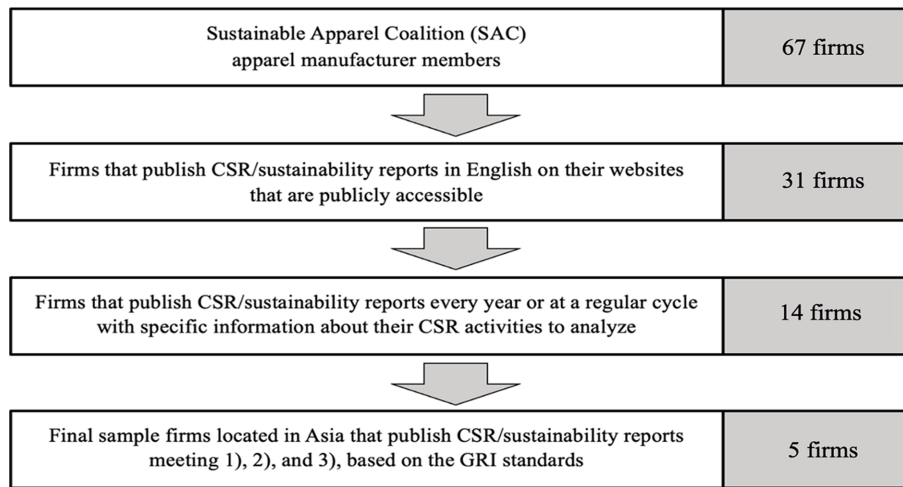 Sustainable Apparel Coalition (SAC)
apparel manufacturer members
67 firms
Firms that publish CSR/sustainability reports in English on their websites
that are publicly accessible
31 firms
Firms that publish CSR/sustainability reports every year or at a regular cycle
with specific information about their CSR activities to analyze
14 firms
Final sample firms located in Asia that publish CSR/sustainability reports
meeting 1), 2), and 3), based on the GRI standards
5 firms